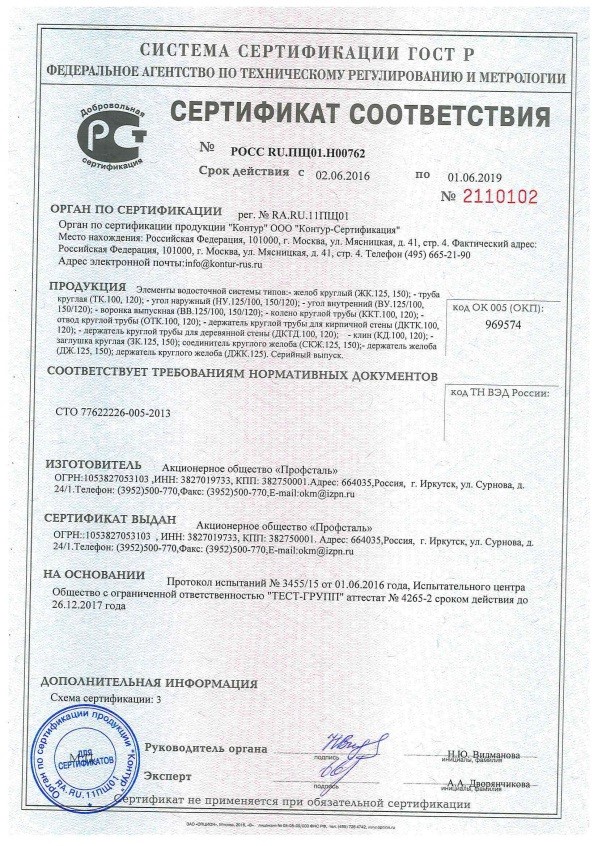 СИСТЕМА СЕРТИФИКАЦИИ ГОСТ Р
ФЕДЕРАЛЬНОЕ АГЕНТСТВО ПО ТЕХНИЧЕСКОМУ РЕГУЛИРОВАНИЮ И МЕТРОЛОГИИ
Добровольная
РСТ
сертификация
СЕРТИФИКАТ СООТВЕТСТВИЯ
№ РОСС RU.ПЩ01.Н00762
Срок действия с 02.06.2016 по 01.06.2019
№ 2110102
ОРГАН ПО СЕРТИФИКАЦИИ рег. № RA.RU.11ПЩ01
Орган по сертификации продукции "Контур" ООО "Контур-Сертификация"
Место нахождения: Российская Федерация, 101000, г. Москва, ул. Мясницкая, д. 41, стр. 4. Фактический адрес:
Российская Федерация, 101000, г. Москва, ул. Мясницкая, д. 41, стр. 4. Телефон (495) 665-21-90
Адрес электронной почты:info@kontur-rus.ru
ПРОДУКЦИЯ Элементы водосточной системы типов:- желоб круглый (ЖК.125, 150); - труба
круглая (ТК.100, 120); - угол наружный (НУ.125/100, 150/120); - угол внутренний (ВУ.125/100,
150/120); - воронка выпускная (ВВ.125/100, 150/120); - колено круглой трубы (ККТ.100, 120); -
отвод круглой трубы (ОТК.100, 120); - держатель круглой трубы для кирпичной стены (ДКТК.100,
120); - держатель круглой трубы для деревянной стены (ДКТД.100, 120); - клин (КД.100, 120); -
заглушка круглая (ЗК.125, 150); соединитель круглого желоба (СКЖ.125, 150);- держатель желоба
(ДЖ.125, 150); держатель круглого желоба (ДЖК.125). Серийный выпуск.
код ОК 005 (ОКП):
969574
СООТВЕТСТВУЕТ ТРЕБОВАНИЯМ НОРМАТИВНЫХ ДОКУМЕНТОВ
код ТН ВЭД России:
СТО 77622226-005-2013
ИЗГОТОВИТЕЛЬ Акционерное общество «Профсталь»
ОГРН:1053827053103 ,ИНН: 3827019733, КПП: 382750001.Адрес: 664035,Россия, г. Иркутск, ул. Сурнова, д.
24/1.Телефон: (3952)500-770,Факс: (3952)500-770,E-mail:okm@izpn.ru
СЕРТИФИКАТ ВЫДАН Акционерное общество «Профсталь»
ОГРН::1053827053103 , ИНН: 3827019733, КПП: 382750001. Адрес: 664035,Россия, г. Иркутск, ул. Сурнова, д.
24/1.Телефон: (3952)500-770,Факс: (3952)500-770,E-mail:okm@izpn.ru
НА ОСНОВАНИИ Протокол испытаний № 3455/15 от 01.06.2016 года, Испытательного центра
Общество с ограниченной ответственностью "ТЕСТ-ГРУПП" аттестат № 4265-2 сроком действия до
26.12.2017 года
ДОПОЛНИТЕЛЬНАЯ ИНФОРМАЦИЯ
Схема сертификации: 3
Орган по сертификации продукции "Контур"
RA.RU.11ПЩ01
ДЛЯ
СЕРТИФИКАТОВ
М.П.
Руководитель органа
подпись
Н.Ю. Видманова
инициалы, фамилия
Эксперт
подпись
А.А. Дворянчикова
инициалы, фамилия
Сертификат не применяется при обязательной сертификации